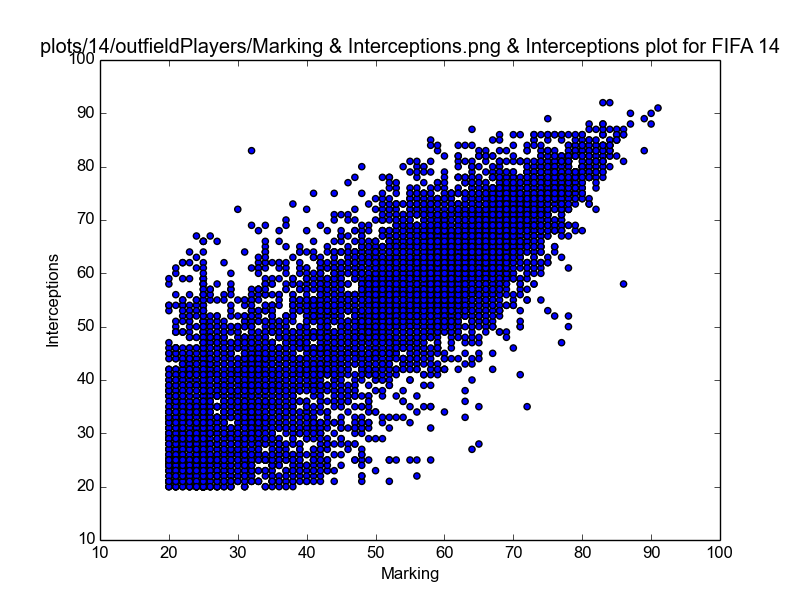 plots/14/outfieldPlayers/Marking & Interceptions.png & Interceptions plot for FIFA 14
100
90
80
70
60
50
40
30
20
10
Interceptions
10 20 30 40 50 60 70 80 90 100
Marking